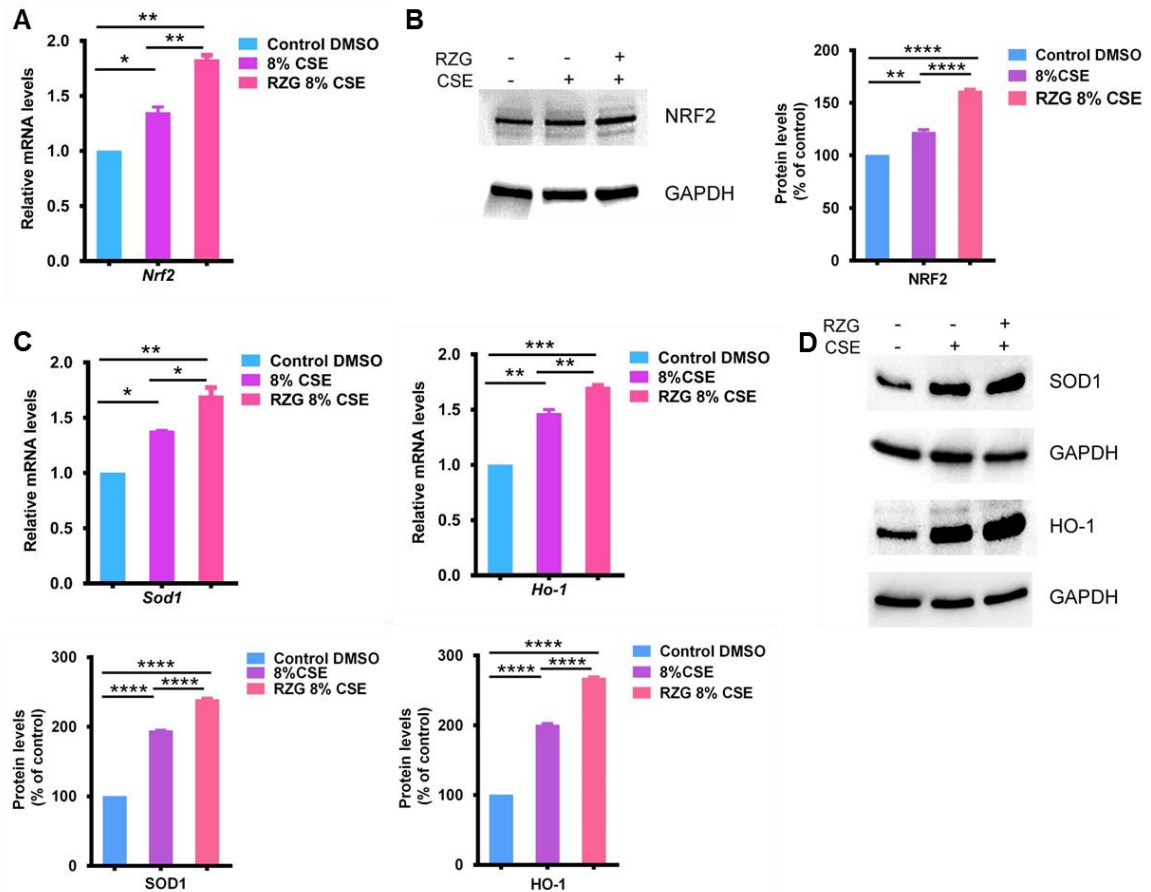 A
**
*
**
2.0
1.5
1.0
0.5
0.0
Relative mRNA levels
Nrf2
Control DMSO
8% CSE
RZG 8% CSE
B
RZG - - +
CSE - + +
NRF2
GAPDH
****
** ****
200
150
100
50
0
Protein levels
(% of control)
NRF2
Control DMSO
8%CSE
RZG 8% CSE
C
**
*
*
2.0
1.5
1.0
0.5
0.0
Relative mRNA levels
Sod1
Control DMSO
8% CSE
RZG 8% CSE
***
** **
2.0
1.5
1.0
0.5
0.0
Relative mRNA levels
Ho-1
Control DMSO
8%CSE
RZG 8% CSE
D
RZG - - +
CSE - + +
SOD1
GAPDH
HO-1
GAPDH
****
**** ****
300
200
100
0
Protein levels
(% of control)
SOD1
Control DMSO
8%CSE
RZG 8% CSE
****
**** ****
300
200
100
0
Protein levels
(% of control)
HO-1
Control DMSO
8%CSE
RZG 8% CSE